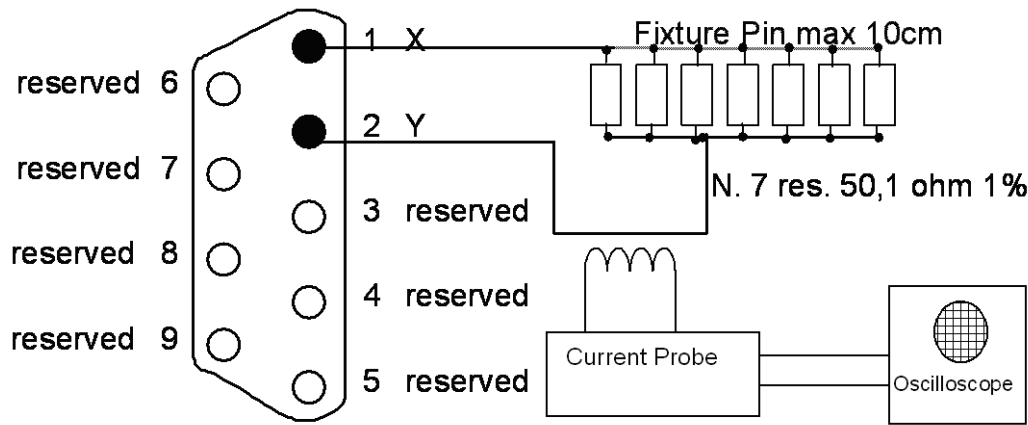 1 X
Fixture Pin max 10cm
reserved 6
2 Y
reserved 7
N. 7 res. 50,1 ohm 1%
3 reserved
reserved 8
4 reserved
reserved 9
Current Probe
5 reserved
Oscilloscope